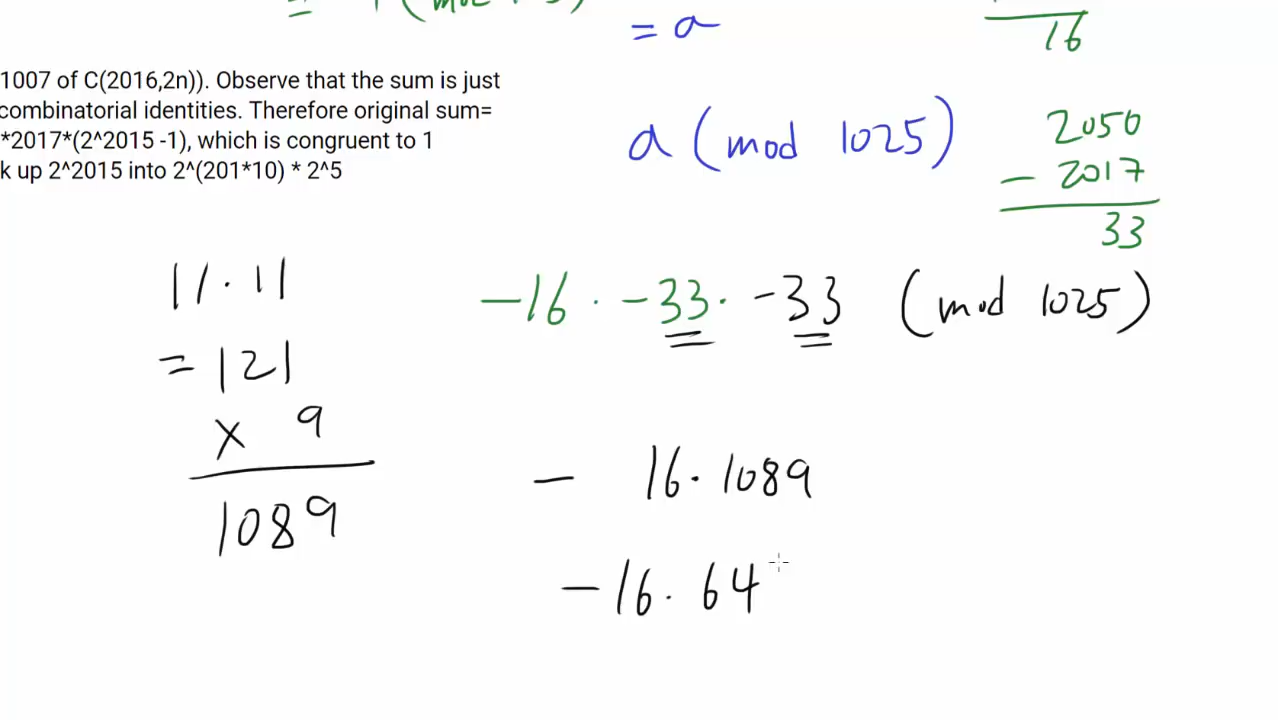 = a
16
1007 of C(2016,2n)). Observe that the sum is just
combinatorial identities. Therefore original sum=
*2017*(2^2015 -1), which is congruent to 1
k up 2^2015 into 2^(201*10) * 2^5
a (mod 1025)
2050
- 2017
33
11.11
= 121
x 9
1089
-16 · -33 · -33 (mod 1025)
- 16.1089
-16.64